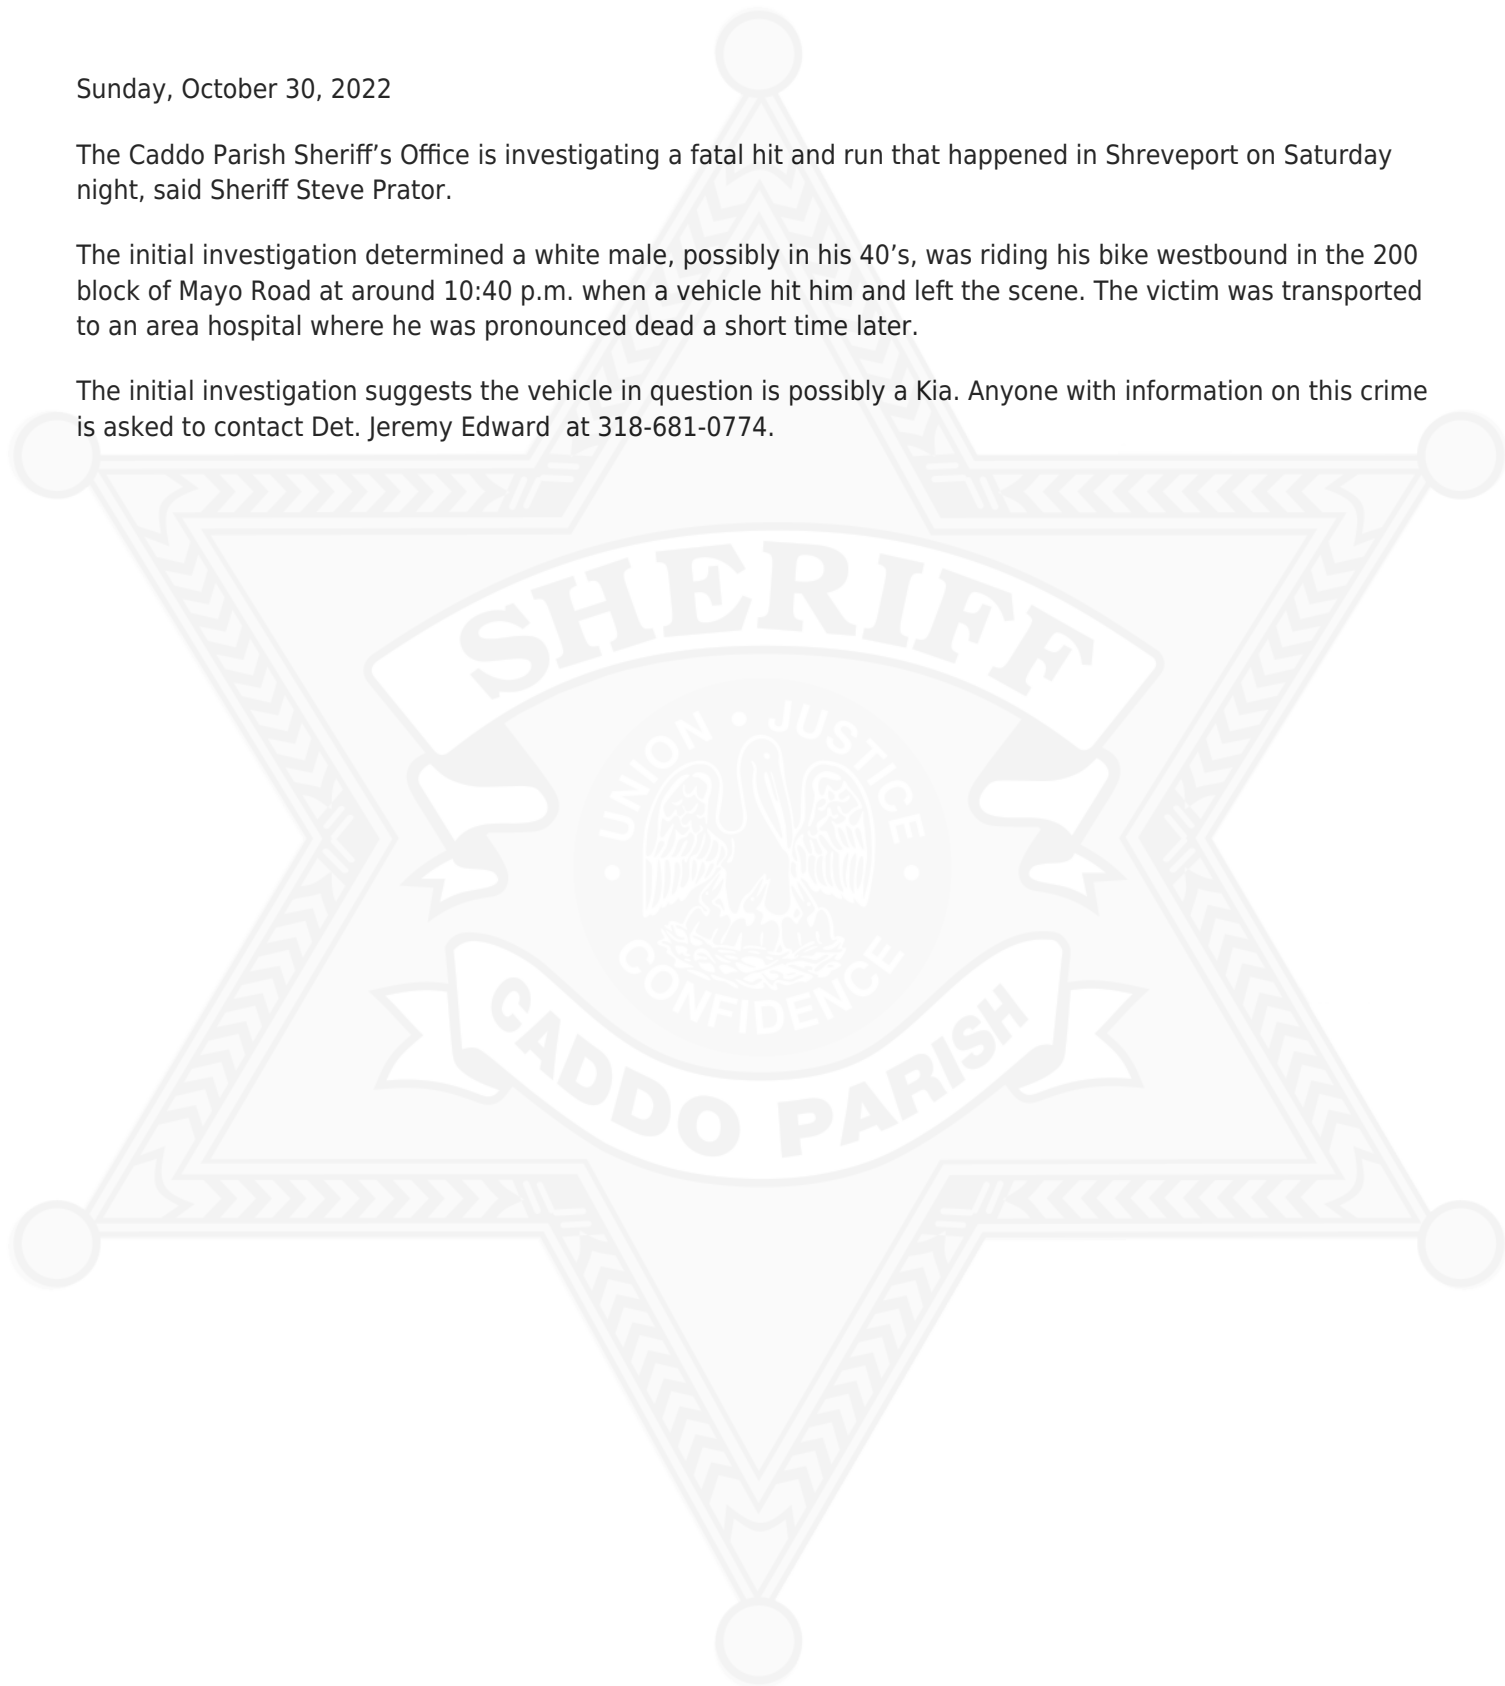 Sunday, October 30, 2022
The Caddo Parish Sheriff’s Office is investigating a fatal hit and run that happened in Shreveport on Saturday
night, said Sheriff Steve Prator.
The initial investigation determined a white male, possibly in his 40’s, was riding his bike westbound in the 200
block of Mayo Road at around 10:40 p.m. when a vehicle hit him and left the scene. The victim was transported
to an area hospital where he was pronounced dead a short time later.
The initial investigation suggests the vehicle in question is possibly a Kia. Anyone with information on this crime
is asked to contact Det. Jeremy Edward  at 318-681-0774.
SHERIFF
UNION • JUSTICE •
• CONFIDENCE
CADDO PARISH